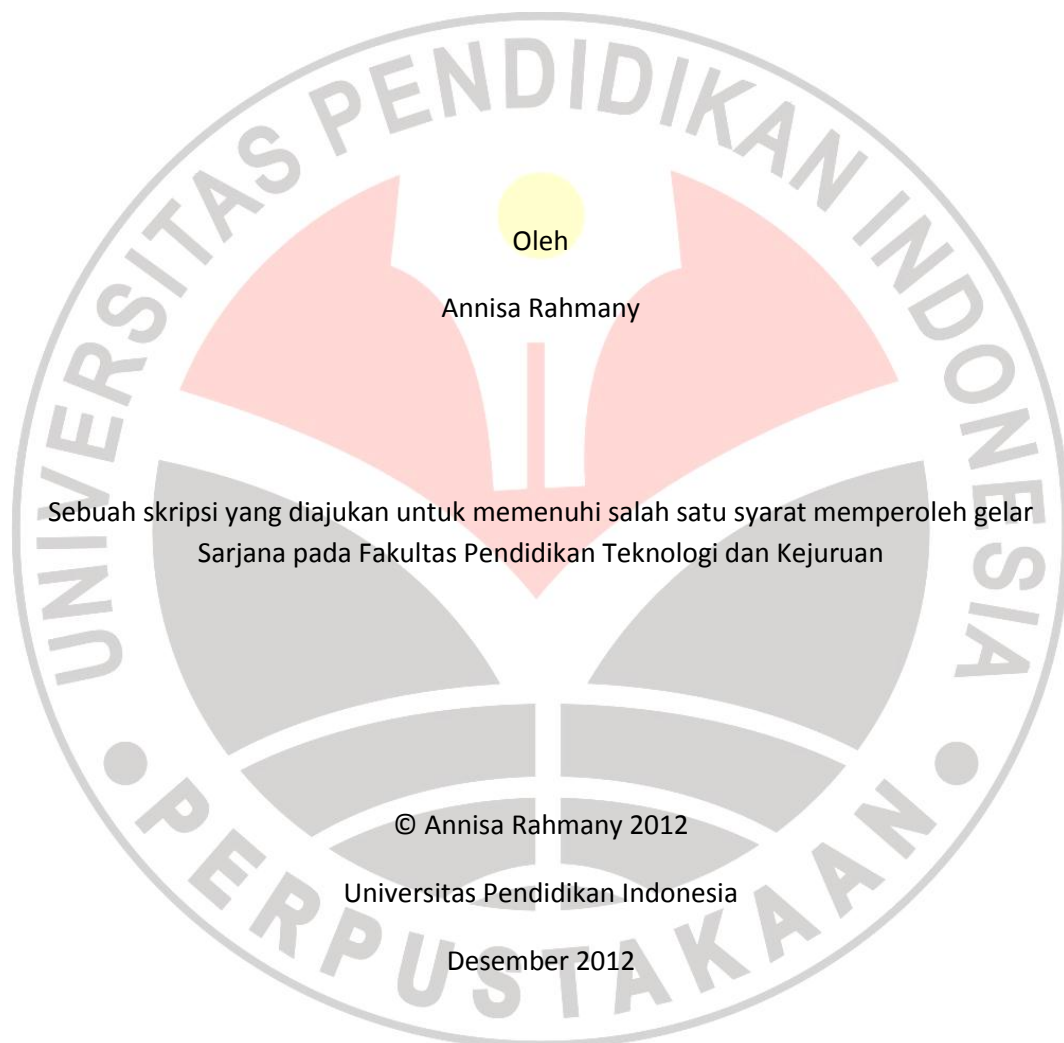 UNIVERSITAS PENDIDIKAN INDONESIA
Oleh
Annisa Rahmany
Sebuah skripsi yang diajukan untuk memenuhi salah satu syarat memperoleh gelar
Sarjana pada Fakultas Pendidikan Teknologi dan Kejuruan
© Annisa Rahmany 2012
Universitas Pendidikan Indonesia
Desember 2012
PERPUSTAKAAN